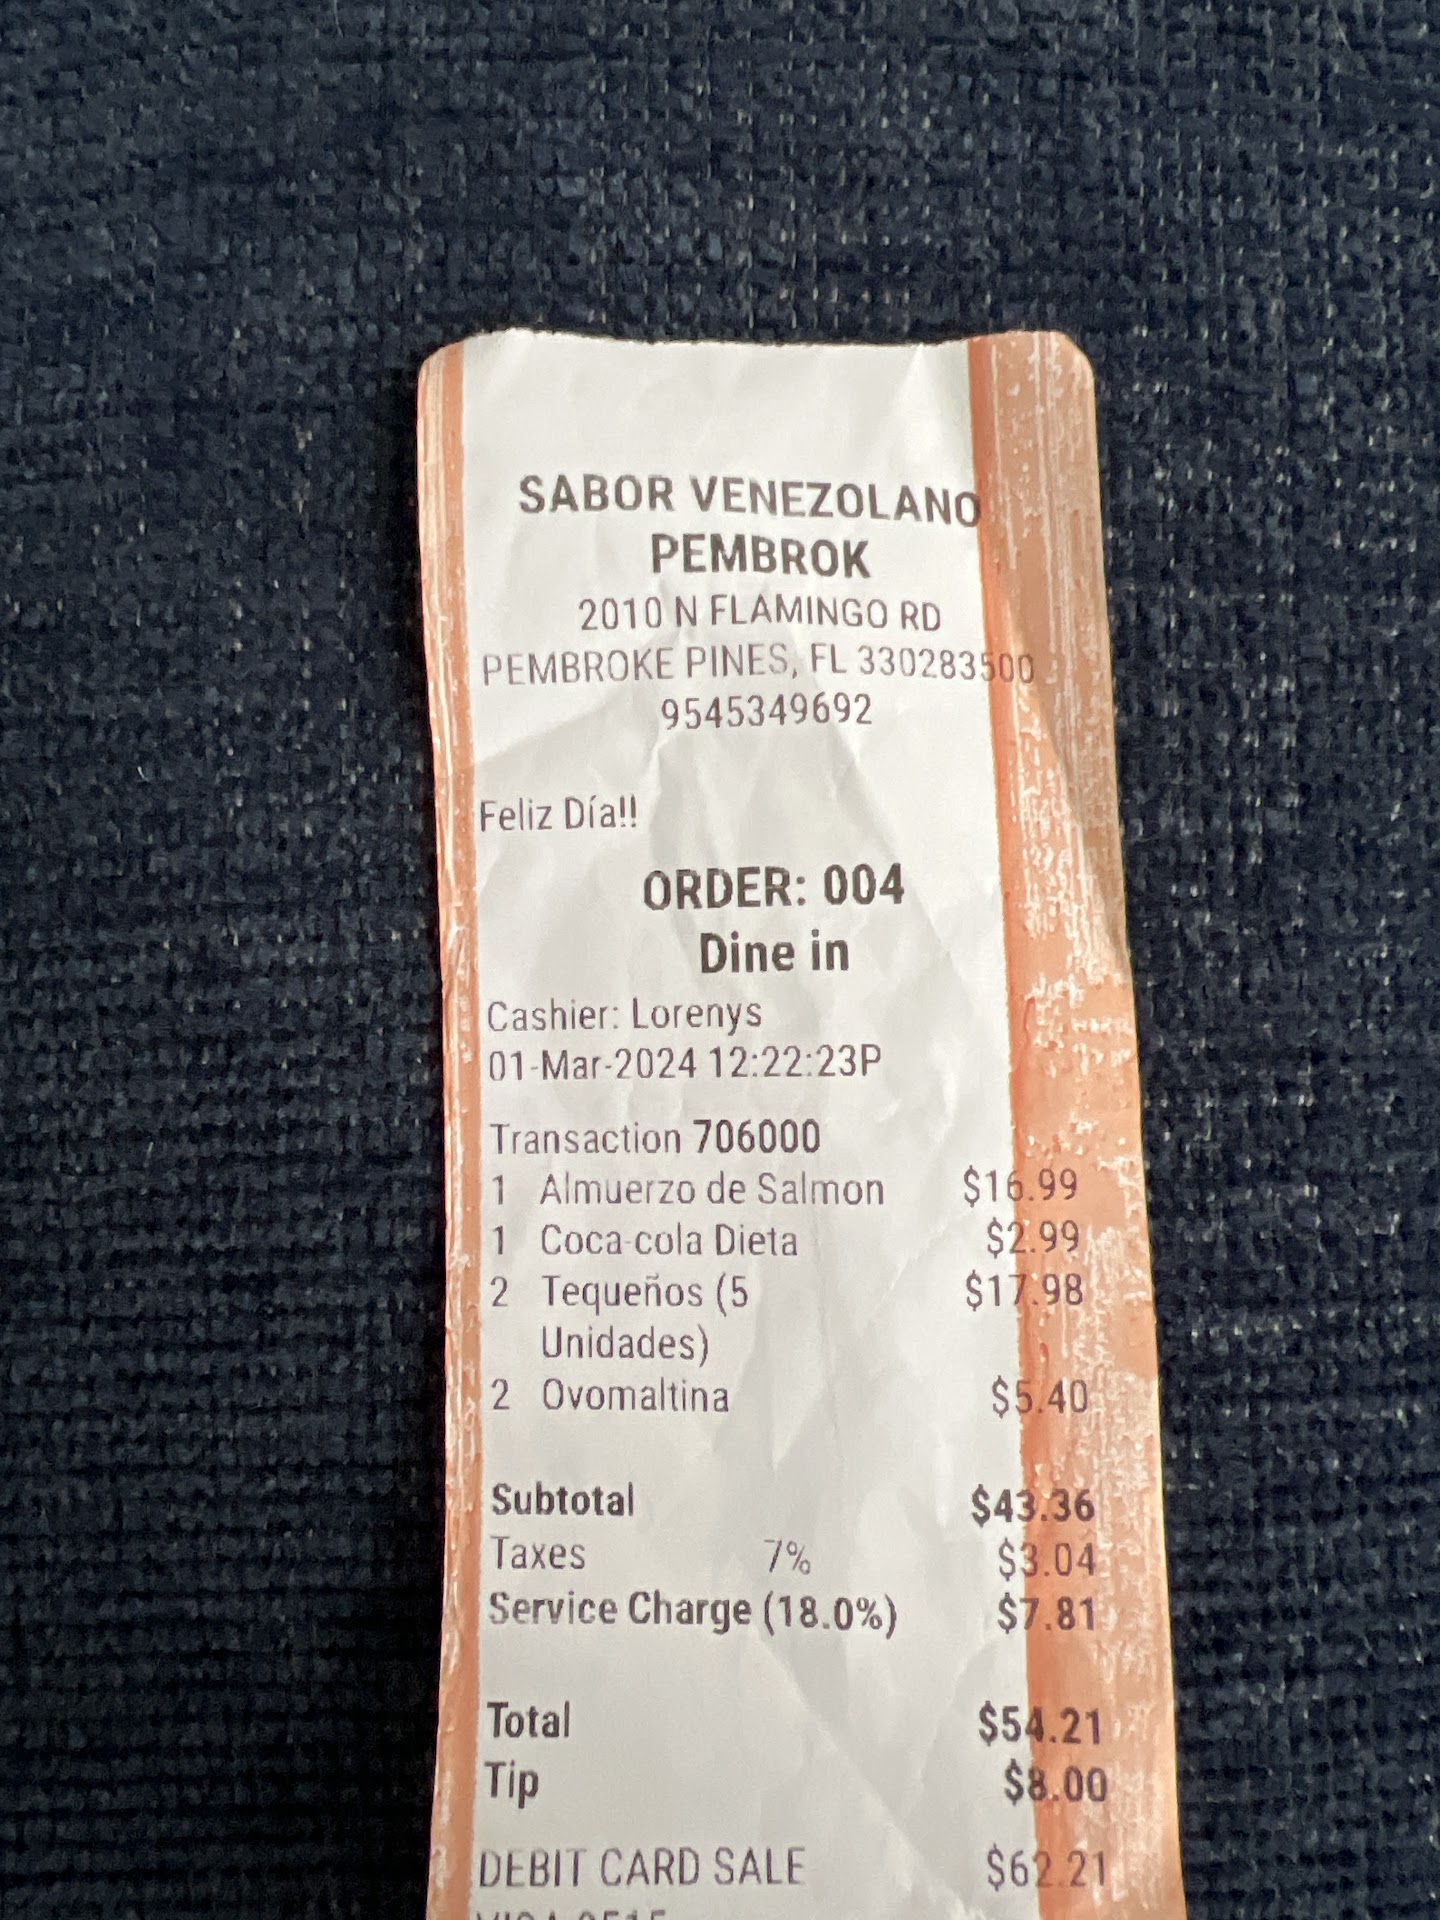 SABOR VENEZOLANO
PEMBROK
2010 N FLAMINGO RD
PEMBROKE PINES, FL 330283500
9545349692
Feliz Día!!
ORDER: 004
Dine in
Cashier: Lorenys
01-Mar-2024 12:22:23P
Transaction 706000
1 Almuerzo de Salmon $16.99
1 Coca-cola Dieta $2.99
2 Tequeños (5 $17.98
Unidades)
2 Ovomaltina $5.40
Subtotal $43.36
Taxes 7% $3.04
Service Charge (18.0%) $7.81
Total $54.21
Tip $8.00
DEBIT CARD SALE $62.21